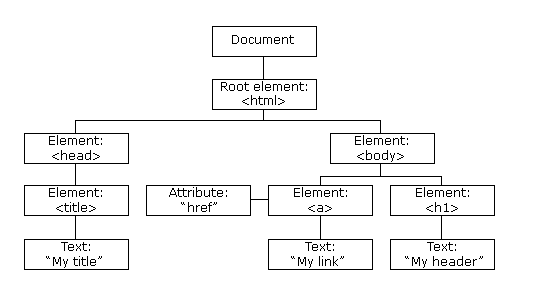 Document
Root element:
<html>
Element:
<head>
Element:
<body>
Element:
<title>
Attribute:
“href”
Element:
<a>
Element:
<h1>
Text:
“My title”
Text:
“My link”
Text:
“My header”